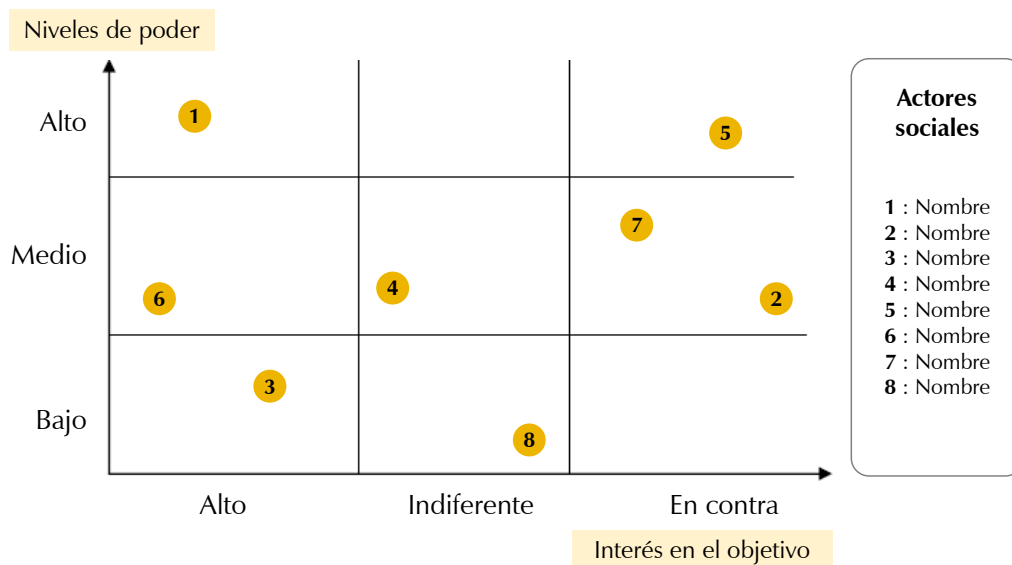 Niveles de poder
Alto
Medio
Bajo
1
5
7
4
6
2
3
8
Alto
Indiferente
En contra
Interés en el objetivo
Actores
sociales
1 : Nombre
2 : Nombre
3 : Nombre
4 : Nombre
5 : Nombre
6 : Nombre
7 : Nombre
8 : Nombre